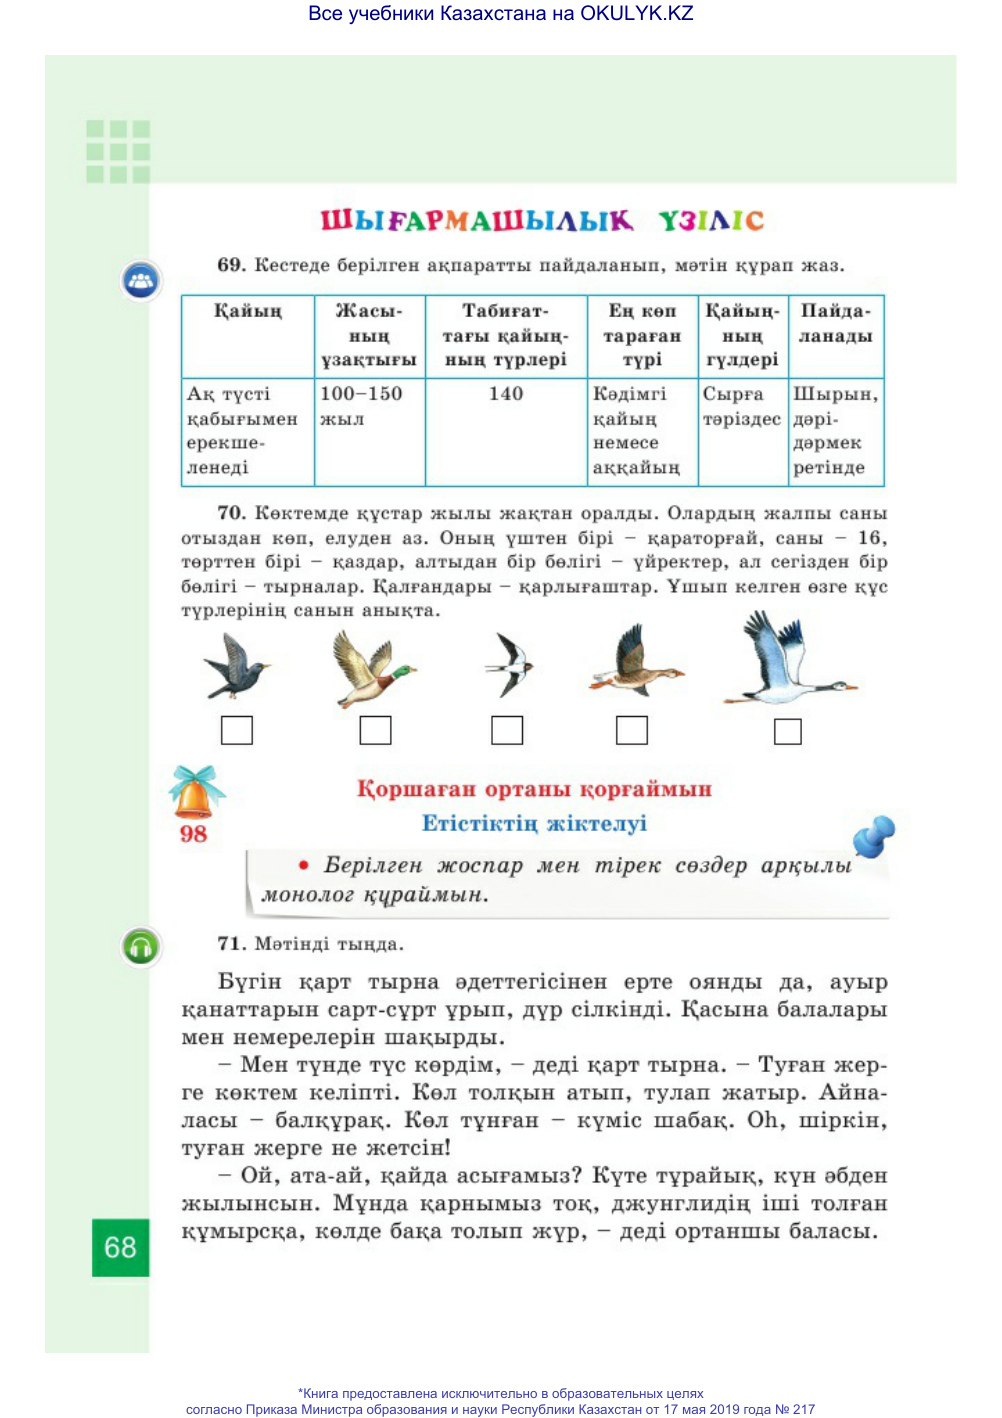 Все учебники Казахстана на OKULYK.KZ
ШЫҒАРМАШЫЛЫҚ ҮЗІЛІС
69. Кестеде берілген ақпаратты пайдаланып, мәтін құрап жаз.
Қайың | Жасы-ның ұзақтығы | Табиғат-тағы қайың-ның түрлері | Ең көп тараған түрі | Қайың-ның гүлдері | Пайда-ланады
Ақ түсті қабығымен ерекше-ленеді | 100–150 жыл | 140 | Кәдімгі қайың немесе аққайың | Сырға тәріздес | Шырын, дәрі-дәрмек ретінде
70. Көктемде құстар жылы жақтан оралды. Олардың жалпы саны
отыздан көп, елуден аз. Оның үштен бірі – қараторғай, саны – 16,
төрттен бірі – қаздар, алтыдан бір бөлігі – үйректер, ал сегізден бір
бөлігі – тырналар. Қалғандары – қарлығаштар. Ұшып келген өзге құс
түрлерінің санын анықта.
Қоршаған ортаны қорғаймын
Етістіктің жіктелуі
98
• Берілген жоспар мен тірек сөздер арқылы
монолог құраймын.
71. Мәтінді тыңда.
Бүгін қарт тырна әдеттегісінен ерте оянды да, ауыр
қанаттарын сарт-сұрт ұрып, дүр сілкінді. Қасына балалары
мен немерелерін шақырды.
– Мен түнде түс көрдім, – деді қарт тырна. – Туған жер-
ге көктем келіпті. Көл толқын атып, тулап жатыр. Айна-
ласы – балқұрақ. Көл тұнған – күміс шабақ. Оһ, шіркін,
туған жерге не жетсін!
– Ой, ата-ай, қайда асығамыз? Күте тұрайық, күн әбден
жылынсын. Мұнда қарнымыз тоқ, джунглидің іші толған
құмырсқа, көлде бақа толып жүр, – деді ортаншы баласы.
68
*Книга предоставлена исключительно в образовательных целях
согласно Приказа Министра образования и науки Республики Казахстан от 17 мая 2019 года № 217